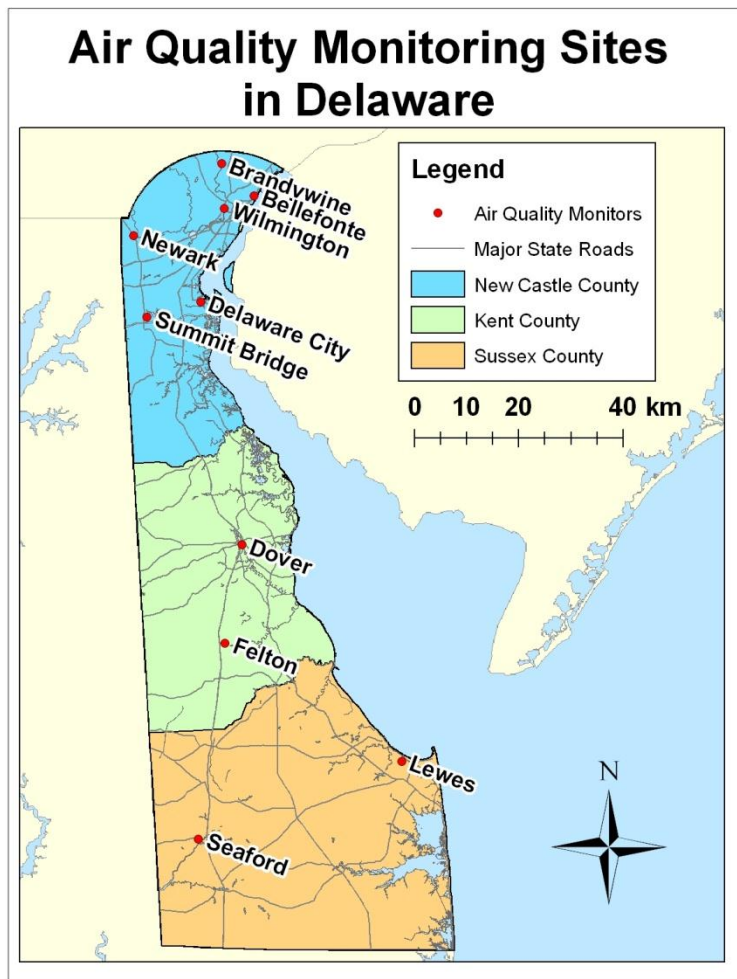 Air Quality Monitoring Sites
in Delaware
Legend
Air Quality Monitors
Major State Roads
New Castle County
Kent County
Sussex County
0 10 20 40 km
Brandywine
Bellefonte
Wilmington
Newark
Delaware City
Summit Bridge
Dover
Felton
Lewes
Seaford
N